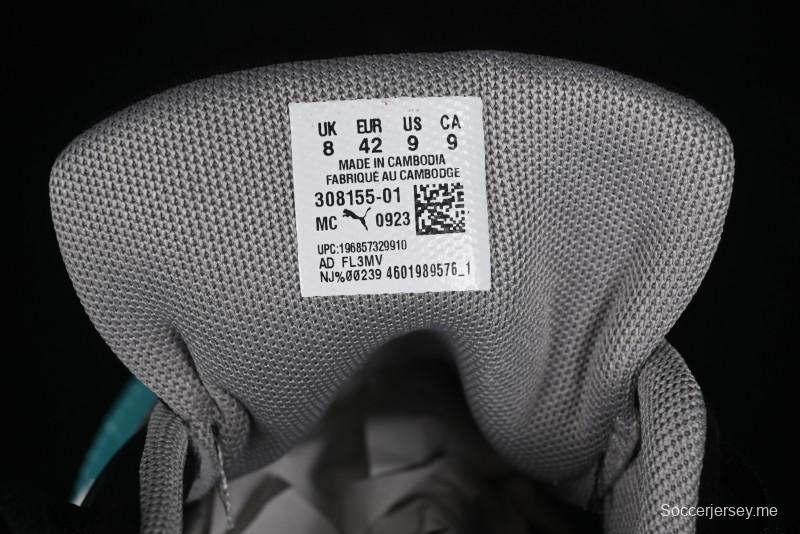 UK EUR US CA
8 42 9 9
MADE IN CAMBODIA
FABRIQUÉ AU CAMBODGE
308155-01
MC 0923
UPC:196857329910
AD FL3MV
NJ%00239 4601989576_1
Soccerjersey.me